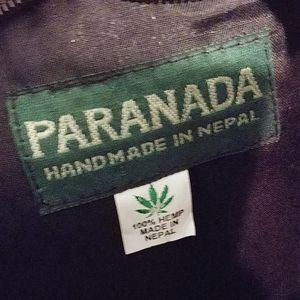 PARANADA
HANDMADE IN NEPAL
100% HEMP
MADE IN
NEPAL